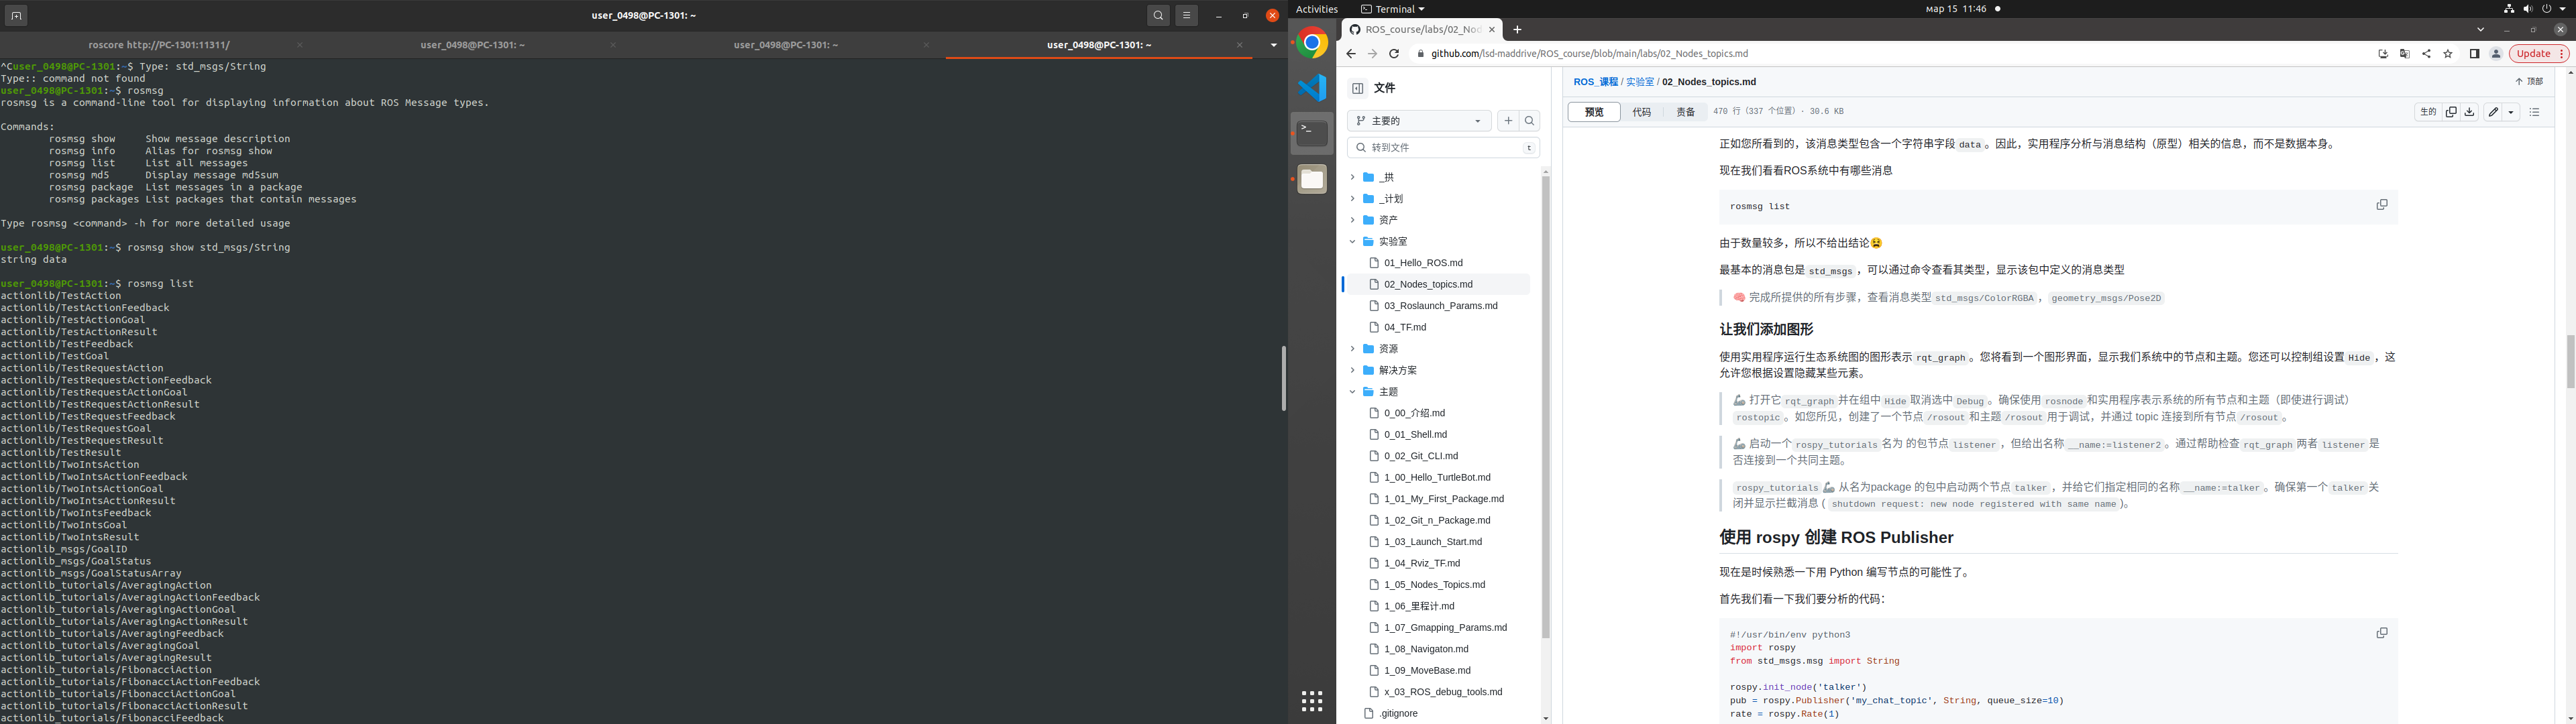 user_0498@PC-1301: ~
roscore http://PC-1301:11311/
user_0498@PC-1301: ~
user_0498@PC-1301: ~
user_0498@PC-1301: ~
^Cuser_0498@PC-1301:~$ Type: std_msgs/String
Type:: command not found
user_0498@PC-1301:~$ rosmsg
rosmsg is a command-line tool for displaying information about ROS Message types.
Commands:
rosmsg show Show message description
rosmsg info Alias for rosmsg show
rosmsg list List all messages
rosmsg md5 Display message md5sum
rosmsg package List messages in a package
rosmsg packages List packages that contain messages
Type rosmsg <command> -h for more detailed usage
user_0498@PC-1301:~$ rosmsg show std_msgs/String
string data
user_0498@PC-1301:~$ rosmsg list
actionlib/TestAction
actionlib/TestActionFeedback
actionlib/TestActionGoal
actionlib/TestActionResult
actionlib/TestFeedback
actionlib/TestGoal
actionlib/TestRequestAction
actionlib/TestRequestActionFeedback
actionlib/TestRequestActionGoal
actionlib/TestRequestActionResult
actionlib/TestRequestFeedback
actionlib/TestRequestGoal
actionlib/TestRequestResult
actionlib/TestResult
actionlib/TwoIntsAction
actionlib/TwoIntsActionFeedback
actionlib/TwoIntsActionGoal
actionlib/TwoIntsActionResult
actionlib/TwoIntsFeedback
actionlib/TwoIntsGoal
actionlib/TwoIntsResult
actionlib_msgs/GoalID
actionlib_msgs/GoalStatus
actionlib_msgs/GoalStatusArray
actionlib_tutorials/AveragingAction
actionlib_tutorials/AveragingActionFeedback
actionlib_tutorials/AveragingActionGoal
actionlib_tutorials/AveragingActionResult
actionlib_tutorials/AveragingFeedback
actionlib_tutorials/AveragingGoal
actionlib_tutorials/AveragingResult
actionlib_tutorials/FibonacciAction
actionlib_tutorials/FibonacciActionFeedback
actionlib_tutorials/FibonacciActionGoal
actionlib_tutorials/FibonacciActionResult
actionlib_tutorials/FibonacciFeedback
Activities
Terminal
мар 15 11:46
ROS_course/labs/02_Nod
github.com/lsd-maddrive/ROS_course/blob/main/labs/02_Nodes_topics.md
Update
文件
主要的
转到文件
t
_拱
_计划
资产
实验室
01_Hello_ROS.md
02_Nodes_topics.md
03_Roslaunch_Params.md
04_TF.md
资源
解决方案
主题
0_00_介绍.md
0_01_Shell.md
0_02_Git_CLI.md
1_00_Hello_TurtleBot.md
1_01_My_First_Package.md
1_02_Git_n_Package.md
1_03_Launch_Start.md
1_04_Rviz_TF.md
1_05_Nodes_Topics.md
1_06_里程计.md
1_07_Gmapping_Params.md
1_08_Navigaton.md
1_09_MoveBase.md
x_03_ROS_debug_tools.md
.gitignore
ROS_课程 / 实验室 / 02_Nodes_topics.md
顶部
预览
代码
责备
470 行（337 个位置）· 30.6 KB
生的
正如您所看到的，该消息类型包含一个字符串字段 data 。因此，实用程序分析与消息结构（原型）相关的信息，而不是数据本身。
现在我们看看ROS系统中有哪些消息
rosmsg list
由于数量较多，所以不给出结论😫
最基本的消息包是 std_msgs ，可以通过命令查看其类型，显示该包中定义的消息类型
🧠 完成所提供的所有步骤，查看消息类型 std_msgs/ColorRGBA ， geometry_msgs/Pose2D
让我们添加图形
使用实用程序运行生态系统图的图形表示 rqt_graph 。您将看到一个图形界面，显示我们系统中的节点和主题。您还可以控制组设置 Hide ，这
允许您根据设置隐藏某些元素。
🦾 打开它 rqt_graph 并在组中 Hide 取消选中 Debug 。确保使用 rosnode 和实用程序表示系统的所有节点和主题（即使进行调试）
rostopic 。如您所见，创建了一个节点 /rosout 和主题 /rosout 用于调试，并通过 topic 连接到所有节点 /rosout 。
🦾 启动一个 rospy_tutorials 名为 的包节点 listener ，但给出名称 __name:=listener2 。通过帮助检查 rqt_graph 两者 listener 是
否连接到一个共同主题。
rospy_tutorials 🦾 从名为package 的包中启动两个节点 talker ，并给它们指定相同的名称 __name:=talker 。确保第一个 talker 关
闭并显示拦截消息 ( shutdown request: new node registered with same name )。
使用 rospy 创建 ROS Publisher
现在是时候熟悉一下用 Python 编写节点的可能性了。
首先我们看一下我们要分析的代码：
#!/usr/bin/env python3
import rospy
from std_msgs.msg import String
rospy.init_node('talker')
pub = rospy.Publisher('my_chat_topic', String, queue_size=10)
rate = rospy.Rate(1)